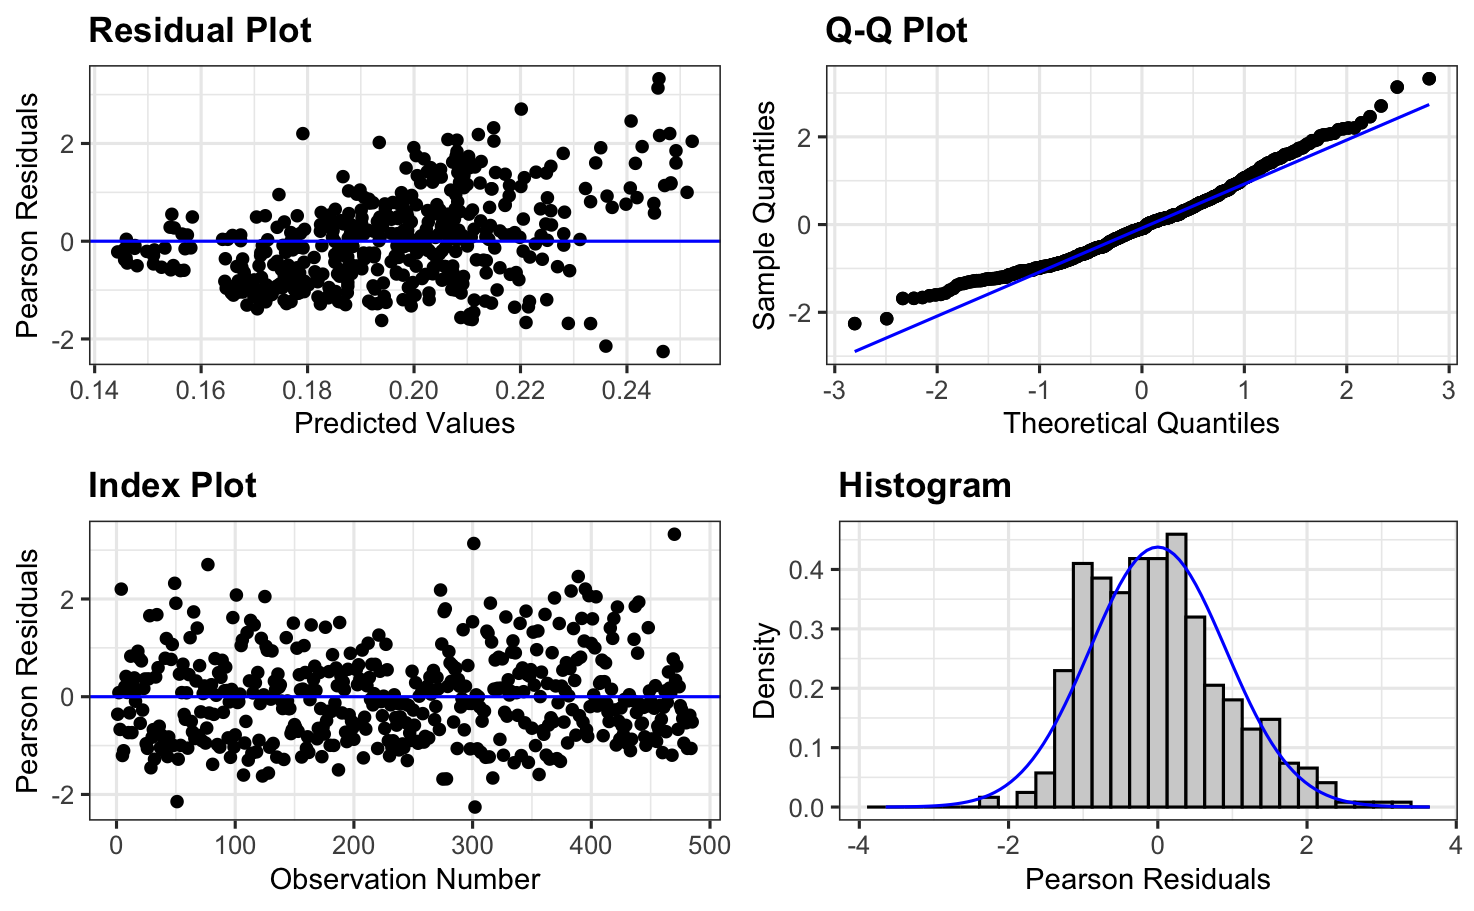 Residual Plot
Pearson Residuals
2
0
-2
0.14 0.16 0.18 0.20 0.22 0.24
Predicted Values
Q-Q Plot
Sample Quantiles
2
0
-2
-3 -2 -1 0 1 2 3
Theoretical Quantiles
Index Plot
Pearson Residuals
2
0
-2
0 100 200 300 400 500
Observation Number
Histogram
Density
0.4
0.3
0.2
0.1
0.0
-4 -2 0 2 4
Pearson Residuals